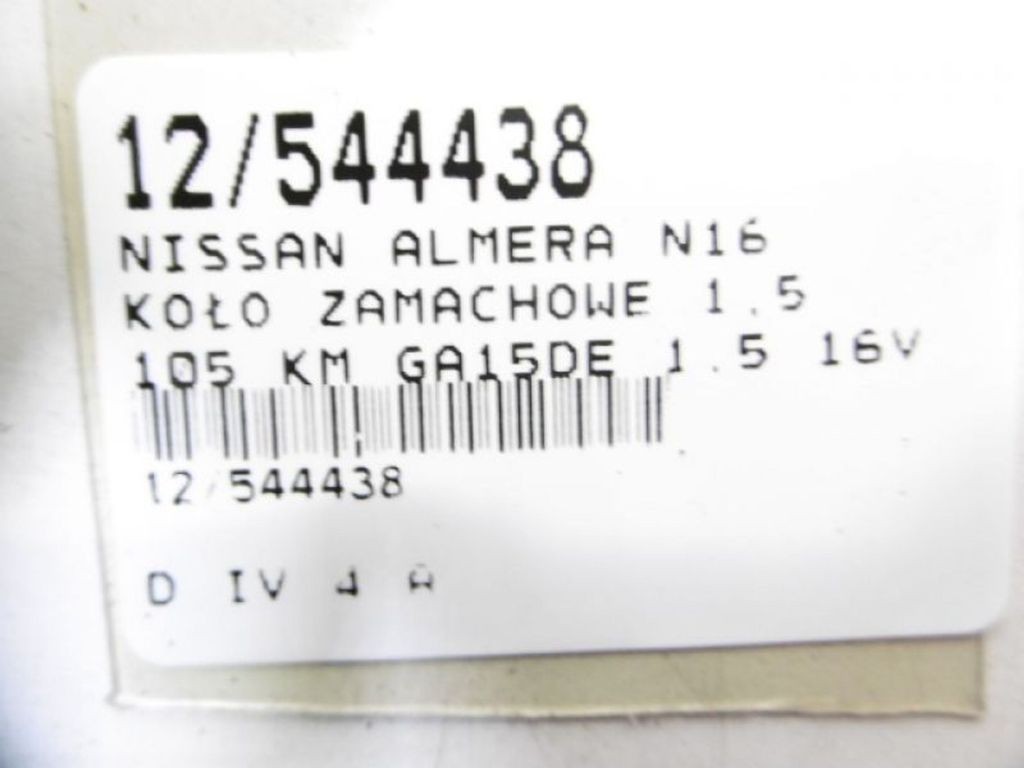 12/544438
NISSAN ALMERA N16
KOŁO ZAMACHOWE 1.5
105 KM GA15DE 1.5 16V
12/544438
D IV 4 A